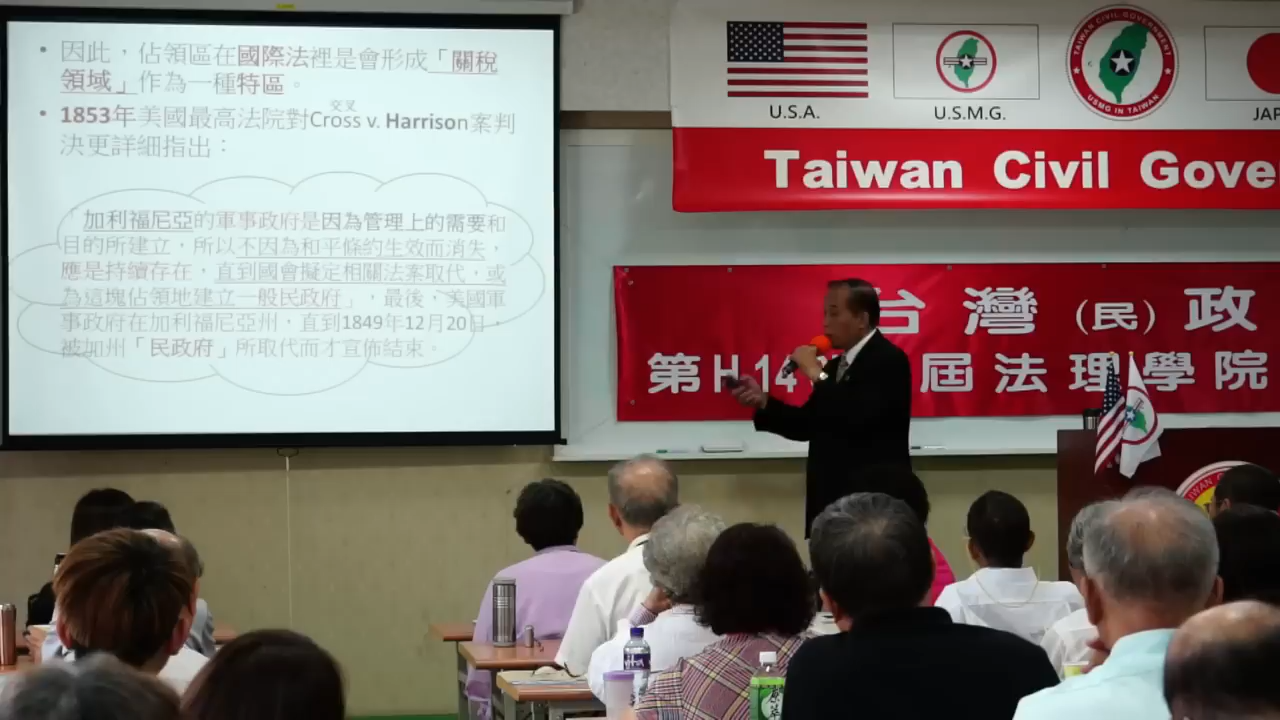 • 因此，佔領區在國際法裡是會形成「關稅
領域」作為一種特區。
交叉
• 1853年美國最高法院對Cross v. Harrison案判
決更詳細指出：
「加利福尼亞的軍事政府是因為管理上的需要和
目的所建立，所以不因為和平條約生效而消失，
應是持續存在，直到國會擬定相關法案取代，或
為這塊佔領地建立一般民政府」，最後，美國軍
事政府在加利福尼亞州，直到1849年12月20日，
被加州「民政府」所取代而才宣佈結束。
U.S.A.
U.S.M.G.
TAIWAN CIVIL GOVERNMENT
USMG IN TAIWAN
JAP
Taiwan Civil Gove
台灣（民）政
第H14 屆法理學院